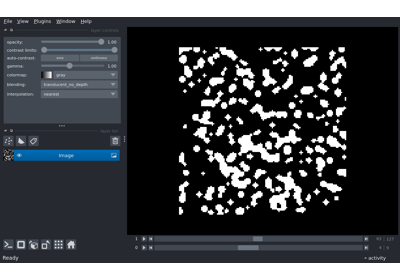 File View Plugins Window Help
opacity: 1.00
contrast limits:
auto-contrast: once continuous
gamma: 1.00
colormap: gray
blending: translucent_no_depth
interpolation: nearest
Image
1
0
Ready
activity